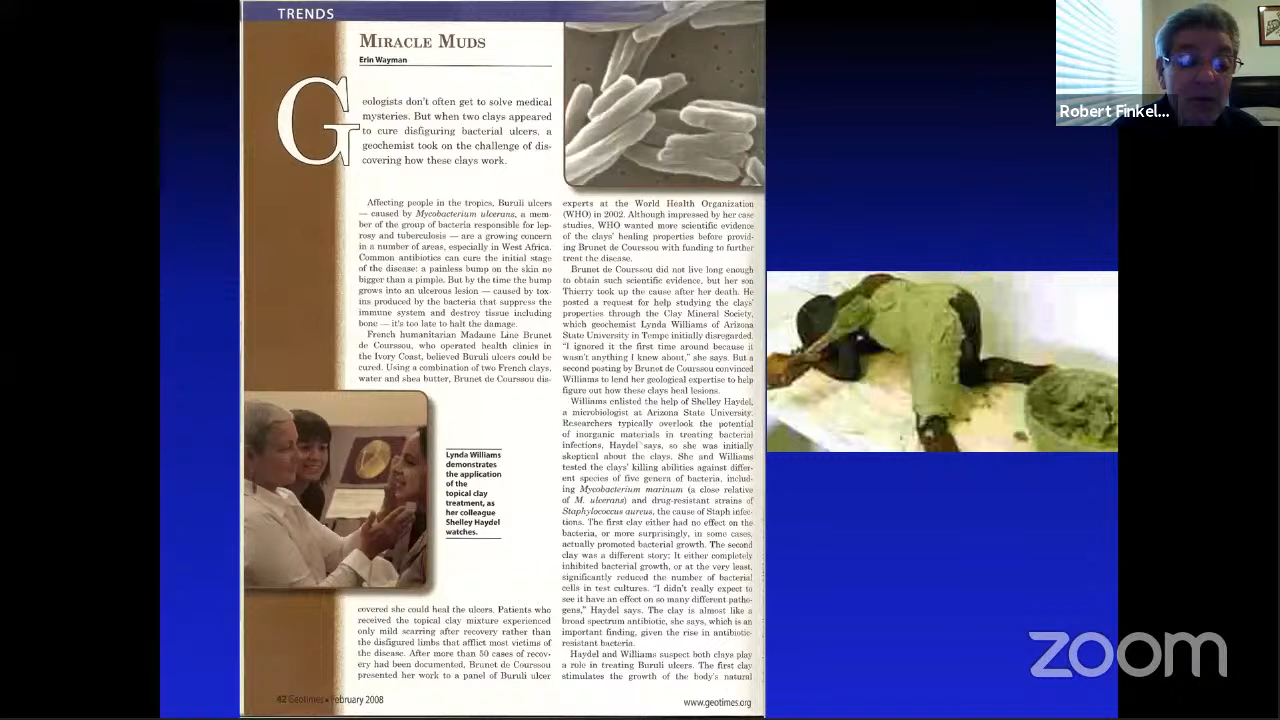 TRENDS
MIRACLE MUDS
Erin Wayman
Geologists don't often get to solve medical
mysteries. But when two clays appeared
to cure disfiguring bacterial ulcers, a
geochemist took on the challenge of dis-
covering how these clays work.
Affecting people in the tropics, Buruli ulcers
— caused by Mycobacterium ulcerans, a mem-
ber of the group of bacteria responsible for lep-
rosy and tuberculosis — are a growing concern
in a number of areas, especially in West Africa.
Common antibiotics can cure the initial stage
of the disease: a painless bump on the skin no
bigger than a pimple. But by the time the bump
grows into an ulcerous lesion — caused by tox-
ins produced by the bacteria that suppress the
immune system and destroy tissue including
bone — it's too late to halt the damage.
French humanitarian Madame Line Brunet
de Courssou, who operated health clinics in
the Ivory Coast, believed Buruli ulcers could be
cured. Using a combination of two French clays,
water and shea butter, Brunet de Courssou dis-
Lynda Williams
demonstrates
the application
of the
topical clay
treatment, as
her colleague
Shelley Haydel
watches.
covered she could heal the ulcers. Patients who
received the topical clay mixture experienced
only mild scarring after recovery rather than
the disfigured limbs that afflict most victims of
the disease. After more than 50 cases of recov-
ery had been documented, Brunet de Courssou
presented her work to a panel of Buruli ulcer
experts at the World Health Organization
(WHO) in 2002. Although impressed by her case
studies, WHO wanted more scientific evidence
of the clays' healing properties before provid-
ing Brunet de Courssou with funding to further
treat the disease.
Brunet de Courssou did not live long enough
to obtain such scientific evidence, but her son
Thierry took up the cause after her death. He
posted a request for help studying the clays'
properties through the Clay Mineral Society,
which geochemist Lynda Williams of Arizona
State University in Tempe initially disregarded.
"I ignored it the first time around because it
wasn't anything I knew about," she says. But a
second posting by Brunet de Courssou convinced
Williams to lend her geological expertise to help
figure out how these clays heal lesions.
Williams enlisted the help of Shelley Haydel,
a microbiologist at Arizona State University.
Researchers typically overlook the potential
of inorganic materials in treating bacterial
infections, Haydel says, so she was initially
skeptical about the clays. She and Williams
tested the clays' killing abilities against differ-
ent species of five genera of bacteria, includ-
ing Mycobacterium marinum (a close relative
of M. ulcerans) and drug-resistant strains of
Staphylococcus aureus, the cause of Staph infec-
tions. The first clay either had no effect on the
bacteria, or more surprisingly, in some cases,
actually promoted bacterial growth. The second
clay was a different story: It either completely
inhibited bacterial growth, or at the very least,
significantly reduced the number of bacterial
cells in test cultures. "I didn't really expect to
see it have an effect on so many different patho-
gens," Haydel says. The clay is almost like a
broad spectrum antibiotic, she says, which is an
important finding, given the rise in antibiotic-
resistant bacteria.
Haydel and Williams suspect both clays play
a role in treating Buruli ulcers. The first clay
stimulates the growth of the body's natural
42 Geotimes • February 2008
www.geotimes.org
Robert Finkel...
zoom